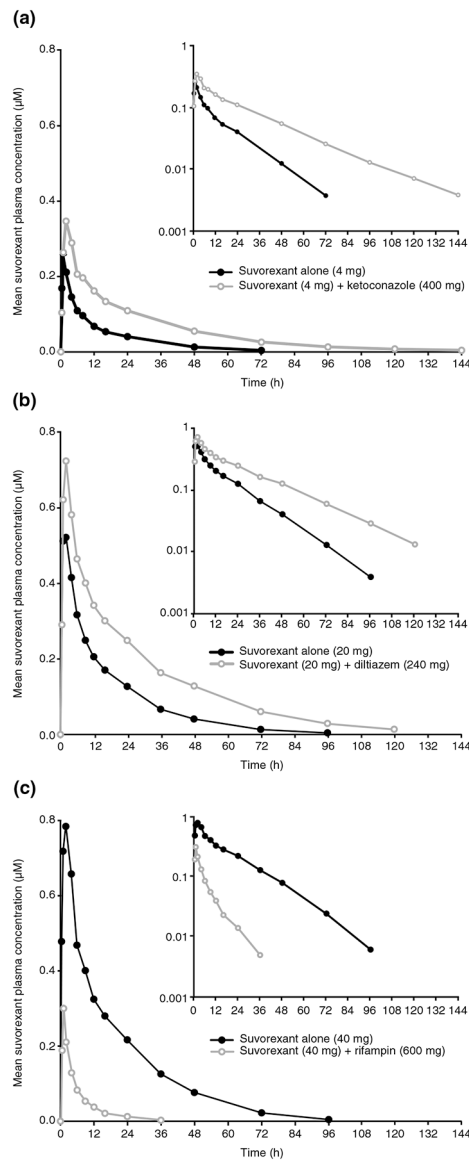 (a)
0.8
0.6
0.4
0.2
0.0
Mean suvorexant plasma concentration (µM)
1
0.1
0.01
0.001
0 12 24 36 48 60 72 84 96 108 120 132 144
Suvorexant alone (4 mg)
Suvorexant (4 mg) + ketoconazole (400 mg)
0 12 24 36 48 60 72 84 96 108 120 132 144
Time (h)
(b)
0.8
0.6
0.4
0.2
0.0
Mean suvorexant plasma concentration (µM)
1
0.1
0.01
0.001
0 12 24 36 48 60 72 84 96 108 120 132 144
Suvorexant alone (20 mg)
Suvorexant (20 mg) + diltiazem (240 mg)
0 12 24 36 48 60 72 84 96 108 120 132 144
Time (h)
(c)
0.8
0.6
0.4
0.2
0.0
Mean suvorexant plasma concentration (µM)
1
0.1
0.01
0.001
0 12 24 36 48 60 72 84 96 108 120 132 144
Suvorexant alone (40 mg)
Suvorexant (40 mg) + rifampin (600 mg)
0 12 24 36 48 60 72 84 96 108 120 132 144
Time (h)